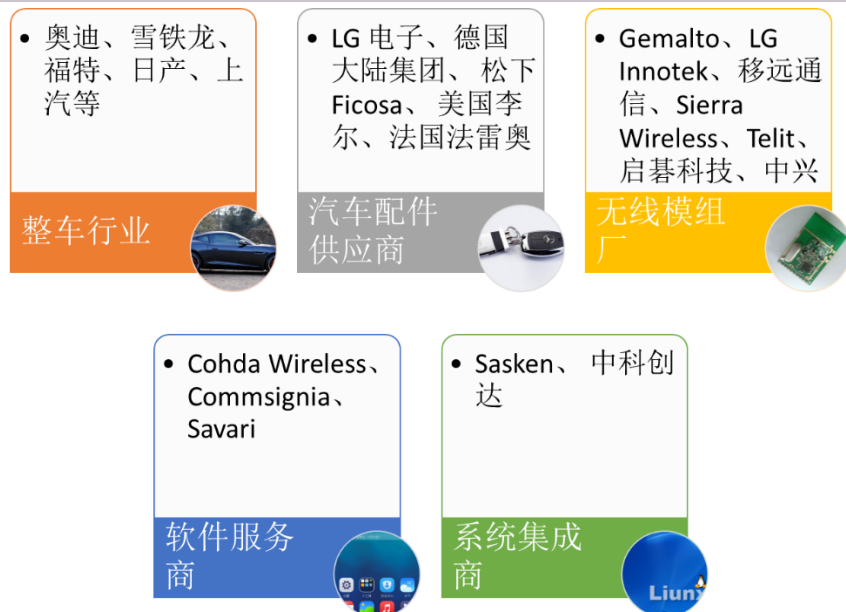 • 奥迪、雪铁龙、
福特、日产、上
汽等
整车行业
• LG 电子、德国
大陆集团、 松下
Ficosa、 美国李
尔、法国法雷奥
汽车配件
供应商
• Gemalto、LG
Innotek、移远通
信、Sierra
Wireless、Telit、
启碁科技、中兴
无线模组
厂
• Cohda Wireless、
Commsignia、
Savari
软件服务
商
• Sasken、 中科创
达
系统集成
商
Liunx